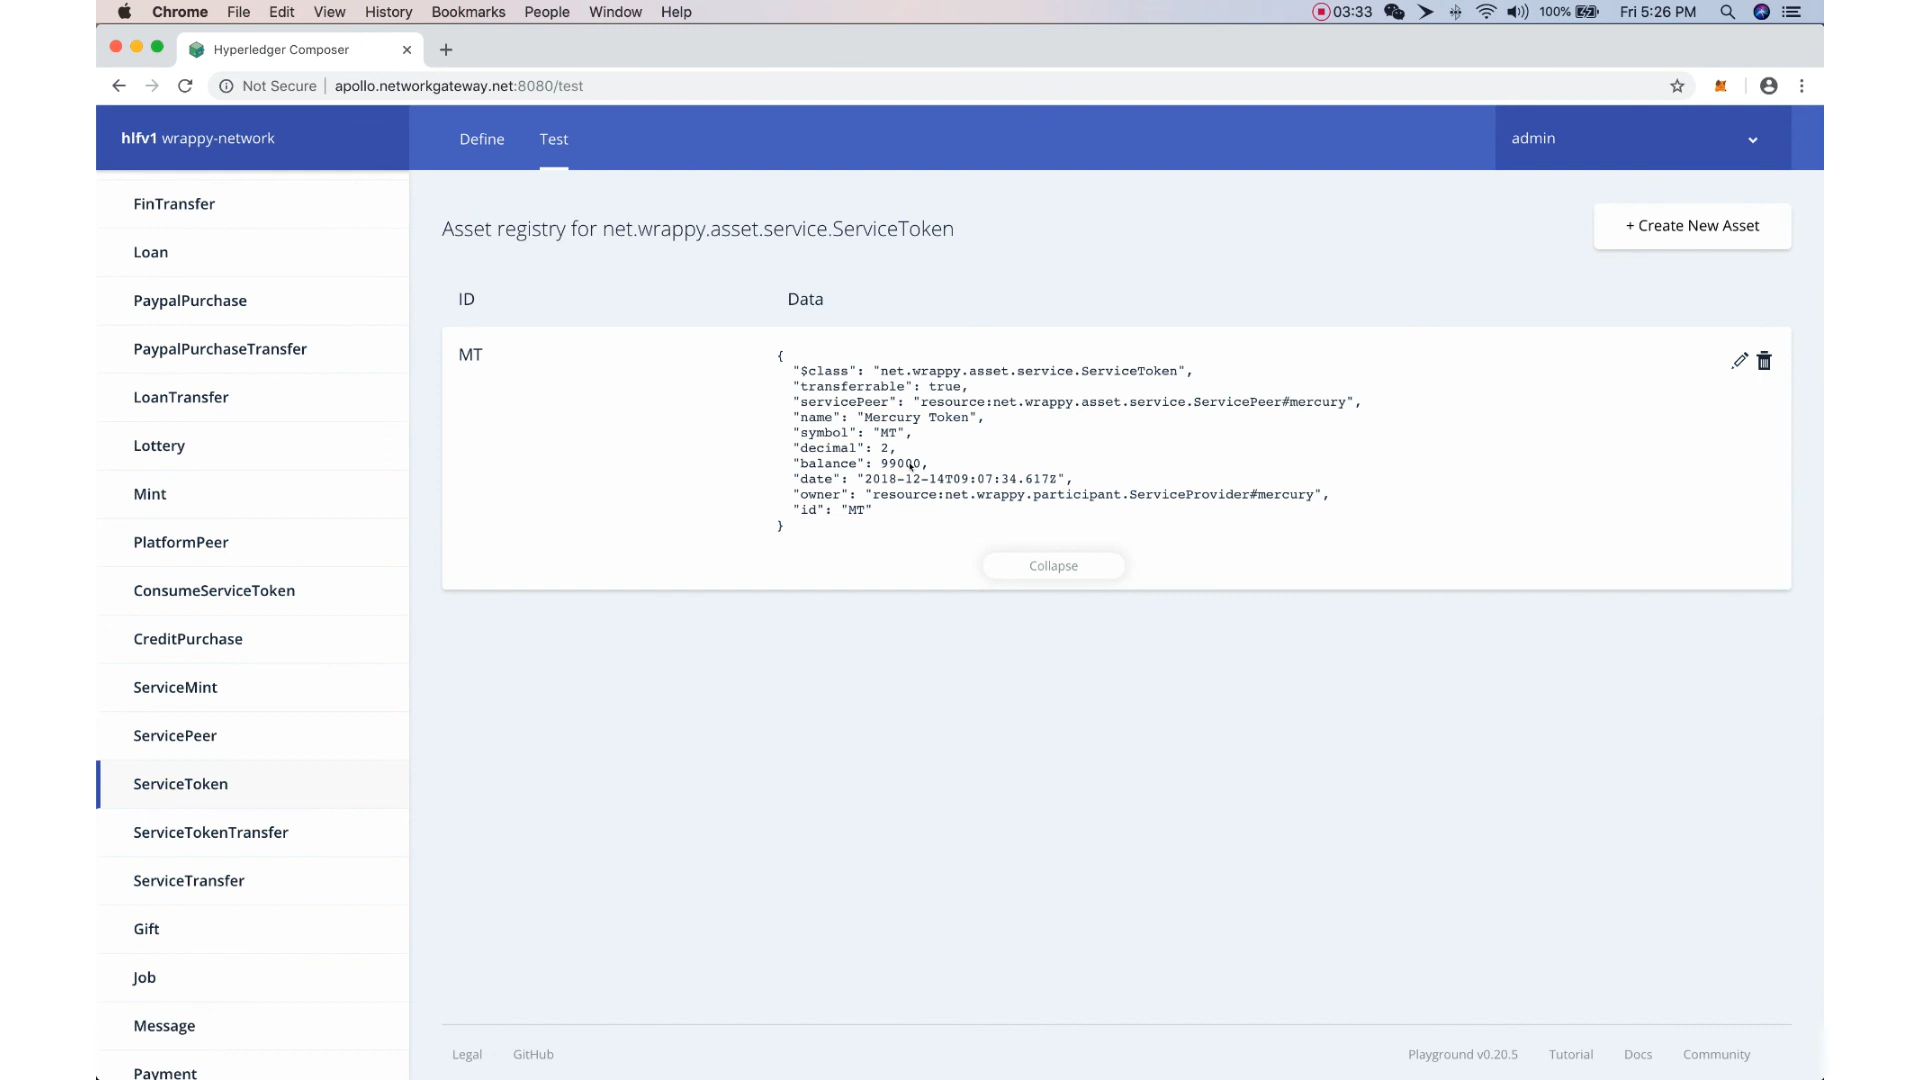 Chrome File Edit View History Bookmarks People Window Help 03:33 100% Fri 5:26 PM
Hyperledger Composer
Not Secure | apollo.networkgateway.net:8080/test
hlfv1 wrappy-network Define Test admin
FinTransfer
Loan
PaypalPurchase
PaypalPurchaseTransfer
LoanTransfer
Lottery
Mint
PlatformPeer
ConsumeServiceToken
CreditPurchase
ServiceMint
ServicePeer
ServiceToken
ServiceTokenTransfer
ServiceTransfer
Gift
Job
Message
Payment
Asset registry for net.wrappy.asset.service.ServiceToken
+ Create New Asset
ID Data
MT
{
"$class": "net.wrappy.asset.service.ServiceToken",
"transferrable": true,
"servicePeer": "resource:net.wrappy.asset.service.ServicePeer#mercury",
"name": "Mercury Token",
"symbol": "MT",
"decimal": 2,
"balance": 99000,
"date": "2018-12-14T09:07:34.617Z",
"owner": "resource:net.wrappy.participant.ServiceProvider#mercury",
"id": "MT"
}
Collapse
Legal GitHub Playground v0.20.5 Tutorial Docs Community